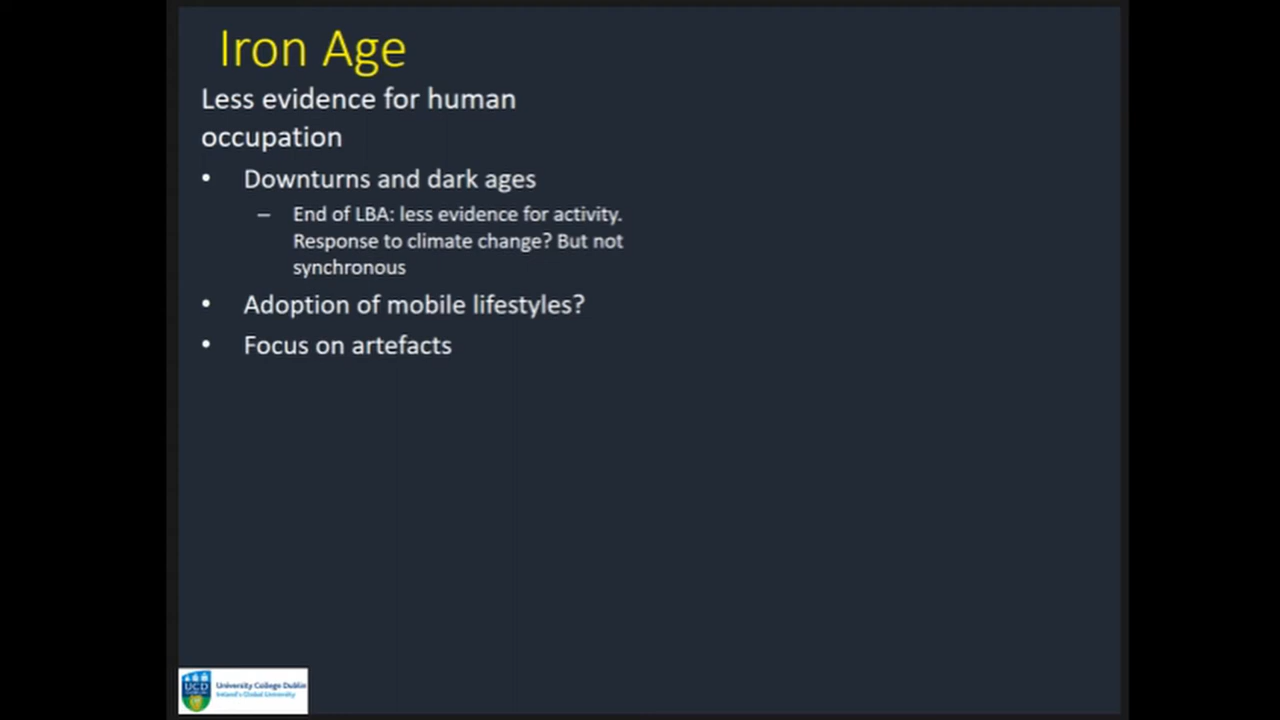 Iron Age
Less evidence for human
occupation
• Downturns and dark ages
– End of LBA: less evidence for activity.
Response to climate change? But not
synchronous
• Adoption of mobile lifestyles?
• Focus on artefacts
UCD
University College Dublin
Ireland's Global University